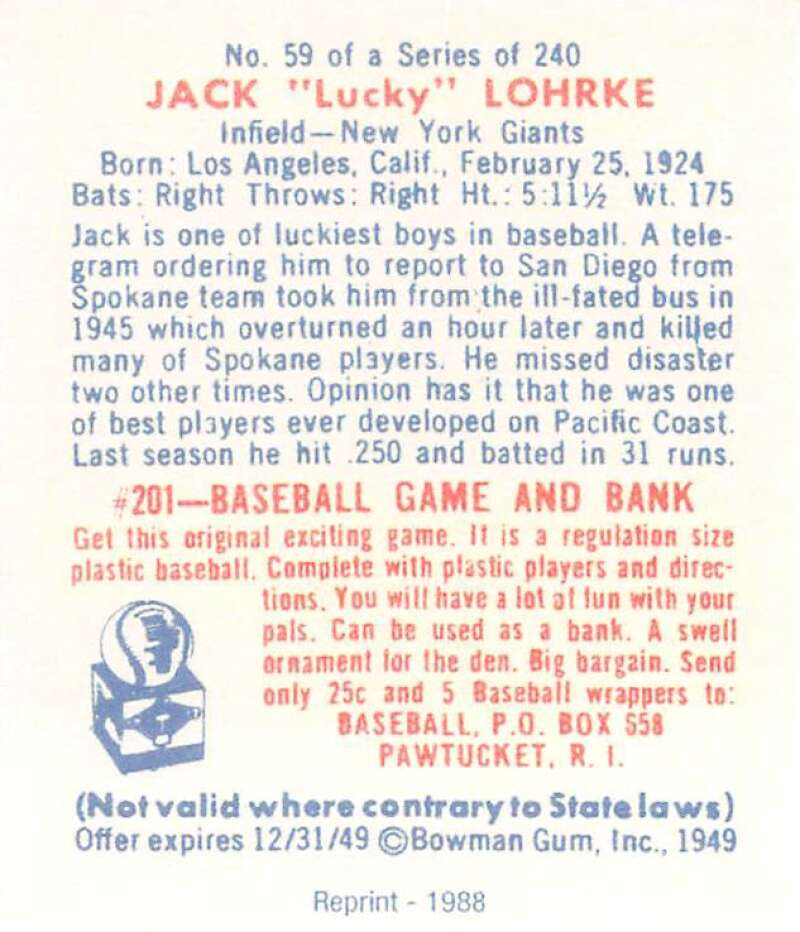 No. 59 of a Series of 240
JACK "Lucky" LOHRKE
Infield—New York Giants
Born: Los Angeles, Calif., February 25, 1924
Bats: Right Throws: Right Ht.: 5:11½ Wt. 175
Jack is one of luckiest boys in baseball. A tele-
gram ordering him to report to San Diego from
Spokane team took him from the ill-fated bus in
1945 which overturned an hour later and killed
many of Spokane players. He missed disaster
two other times. Opinion has it that he was one
of best players ever developed on Pacific Coast.
Last season he hit .250 and batted in 31 runs.
#201—BASEBALL GAME AND BANK
Get this original exciting game. It is a regulation size
plastic baseball. Complete with plastic players and direc-
tions. You will have a lot of fun with your
pals. Can be used as a bank. A swell
ornament for the den. Big bargain. Send
only 25c and 5 Baseball wrappers to:
BASEBALL, P.O. BOX 558
PAWTUCKET, R. I.
(Not valid where contrary to State laws)
Offer expires 12/31/49 ©Bowman Gum, Inc., 1949
Reprint - 1988